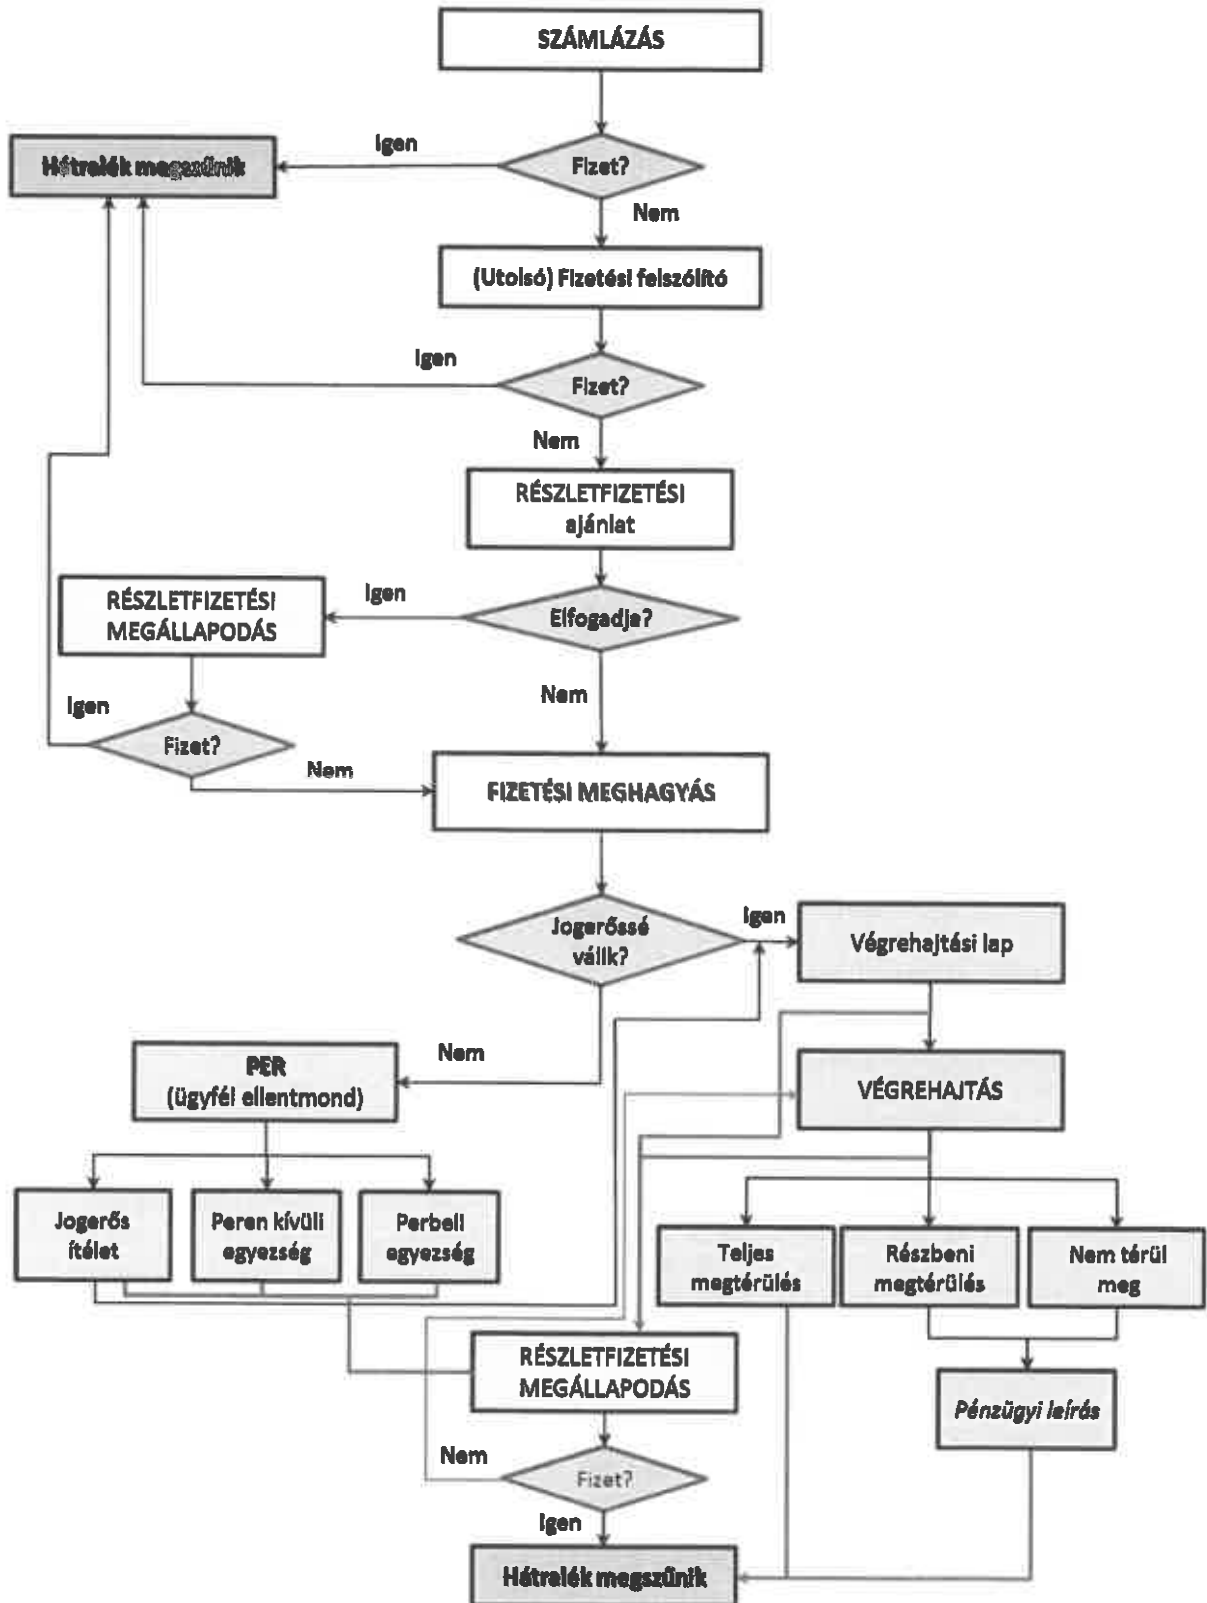 SZÁMLÁZÁS
Igen
Hátralék megszűnik
Fizet?
Nem
(Utolsó) Fizetési felszólító
Igen
Fizet?
Nem
RÉSZLETFIZETÉSI
ajánlat
Igen
RÉSZLETFIZETÉSI
MEGÁLLAPODÁS
Elfogadja?
Nem
Igen
Fizet?
Nem
FIZETÉSI MEGHAGYÁS
Igen
Jogerőssé
válik?
Végrehajtási lap
Nem
PER
(ügyfél ellentmond)
VÉGREHAJTÁS
Jogerős
ítélet
Peren kívüli
egyezség
Perbeli
egyezség
Teljes
megtérülés
Részbeni
megtérülés
Nem térül
meg
RÉSZLETFIZETÉSI
MEGÁLLAPODÁS
Pénzügyi leírás
Nem
Fizet?
Igen
Hátralék megszűnik